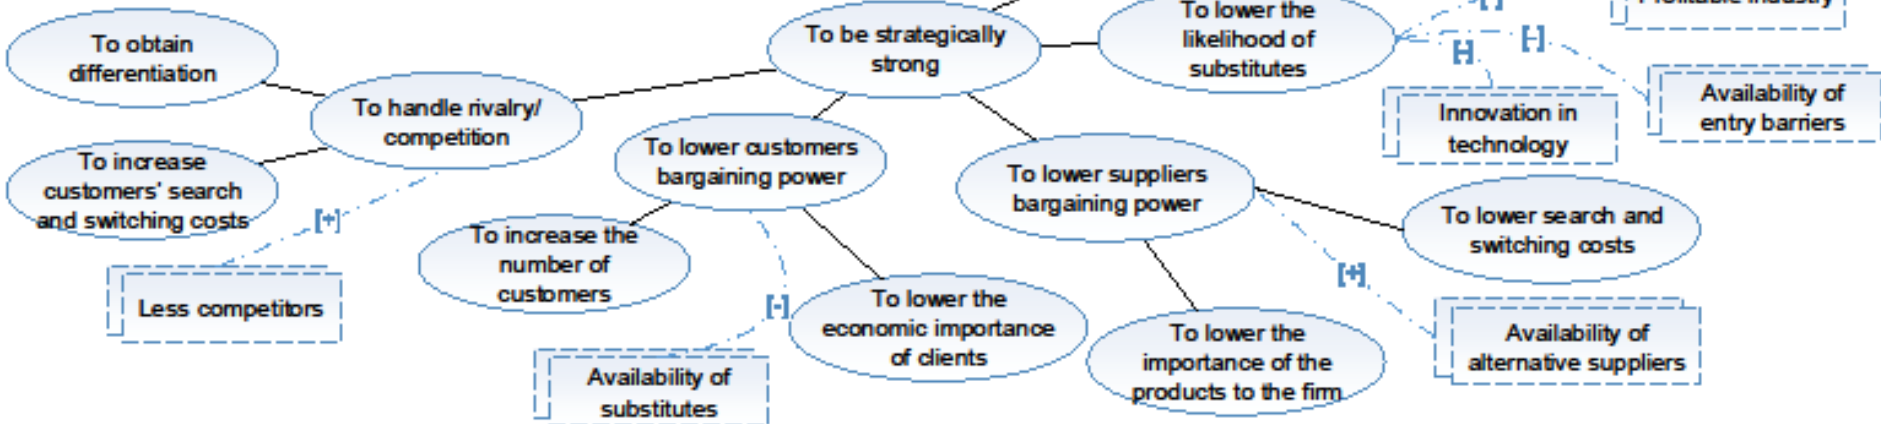 To obtain
differentiation
To handle rivalry/
competition
To increase
customers' search
and switching costs
[+]
Less competitors
To be strategically
strong
To lower customers
bargaining power
To increase the
number of
customers
[-]
Availability of
substitutes
To lower the
economic importance
of clients
To lower suppliers
bargaining power
To lower the
importance of the
products to the firm
To lower search and
switching costs
[+]
Availability of
alternative suppliers
To lower the
likelihood of
substitutes
[-]
[-]
Innovation in
technology
Availability of
entry barriers